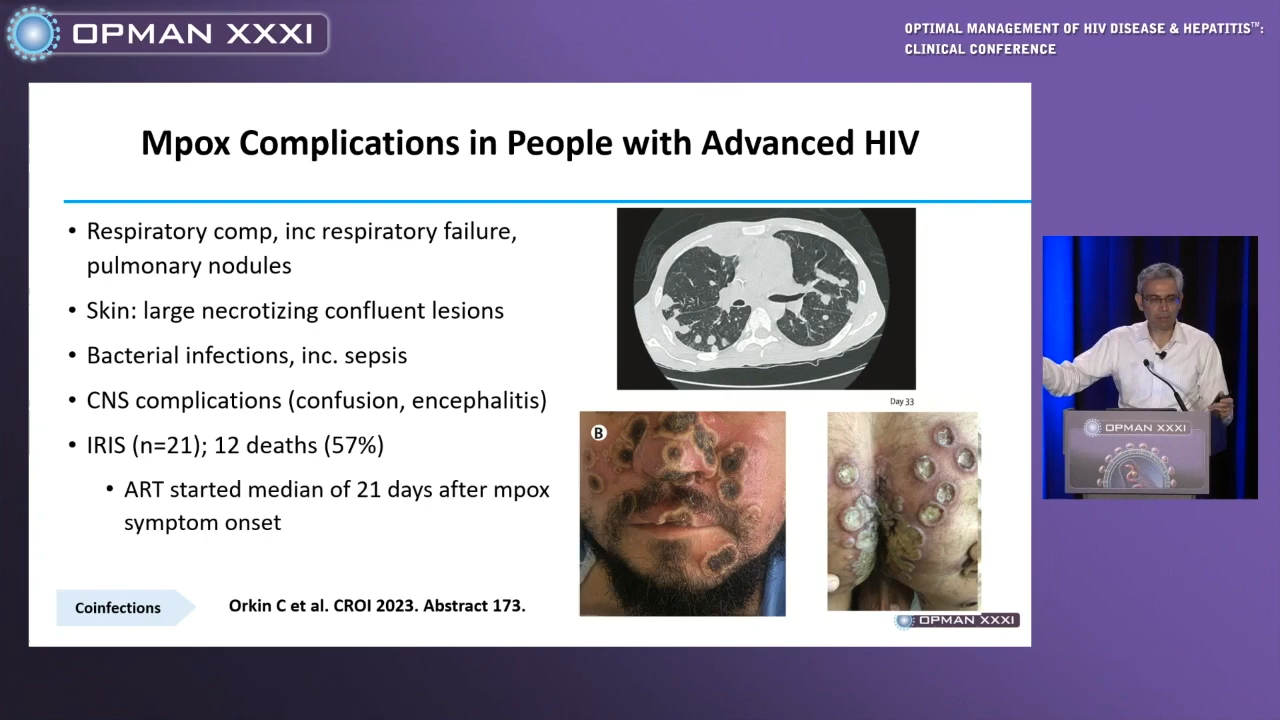 OPMAN XXXI
OPTIMAL MANAGEMENT OF HIV DISEASE & HEPATITIS™:
CLINICAL CONFERENCE
Mpox Complications in People with Advanced HIV
• Respiratory comp, inc respiratory failure,
pulmonary nodules
• Skin: large necrotizing confluent lesions
• Bacterial infections, inc. sepsis
• CNS complications (confusion, encephalitis)
• IRIS (n=21); 12 deaths (57%)
• ART started median of 21 days after mpox
symptom onset
Day 33
B
Coinfections
Orkin C et al. CROI 2023. Abstract 173.
OPMAN XXXI
OPMAN XXXI